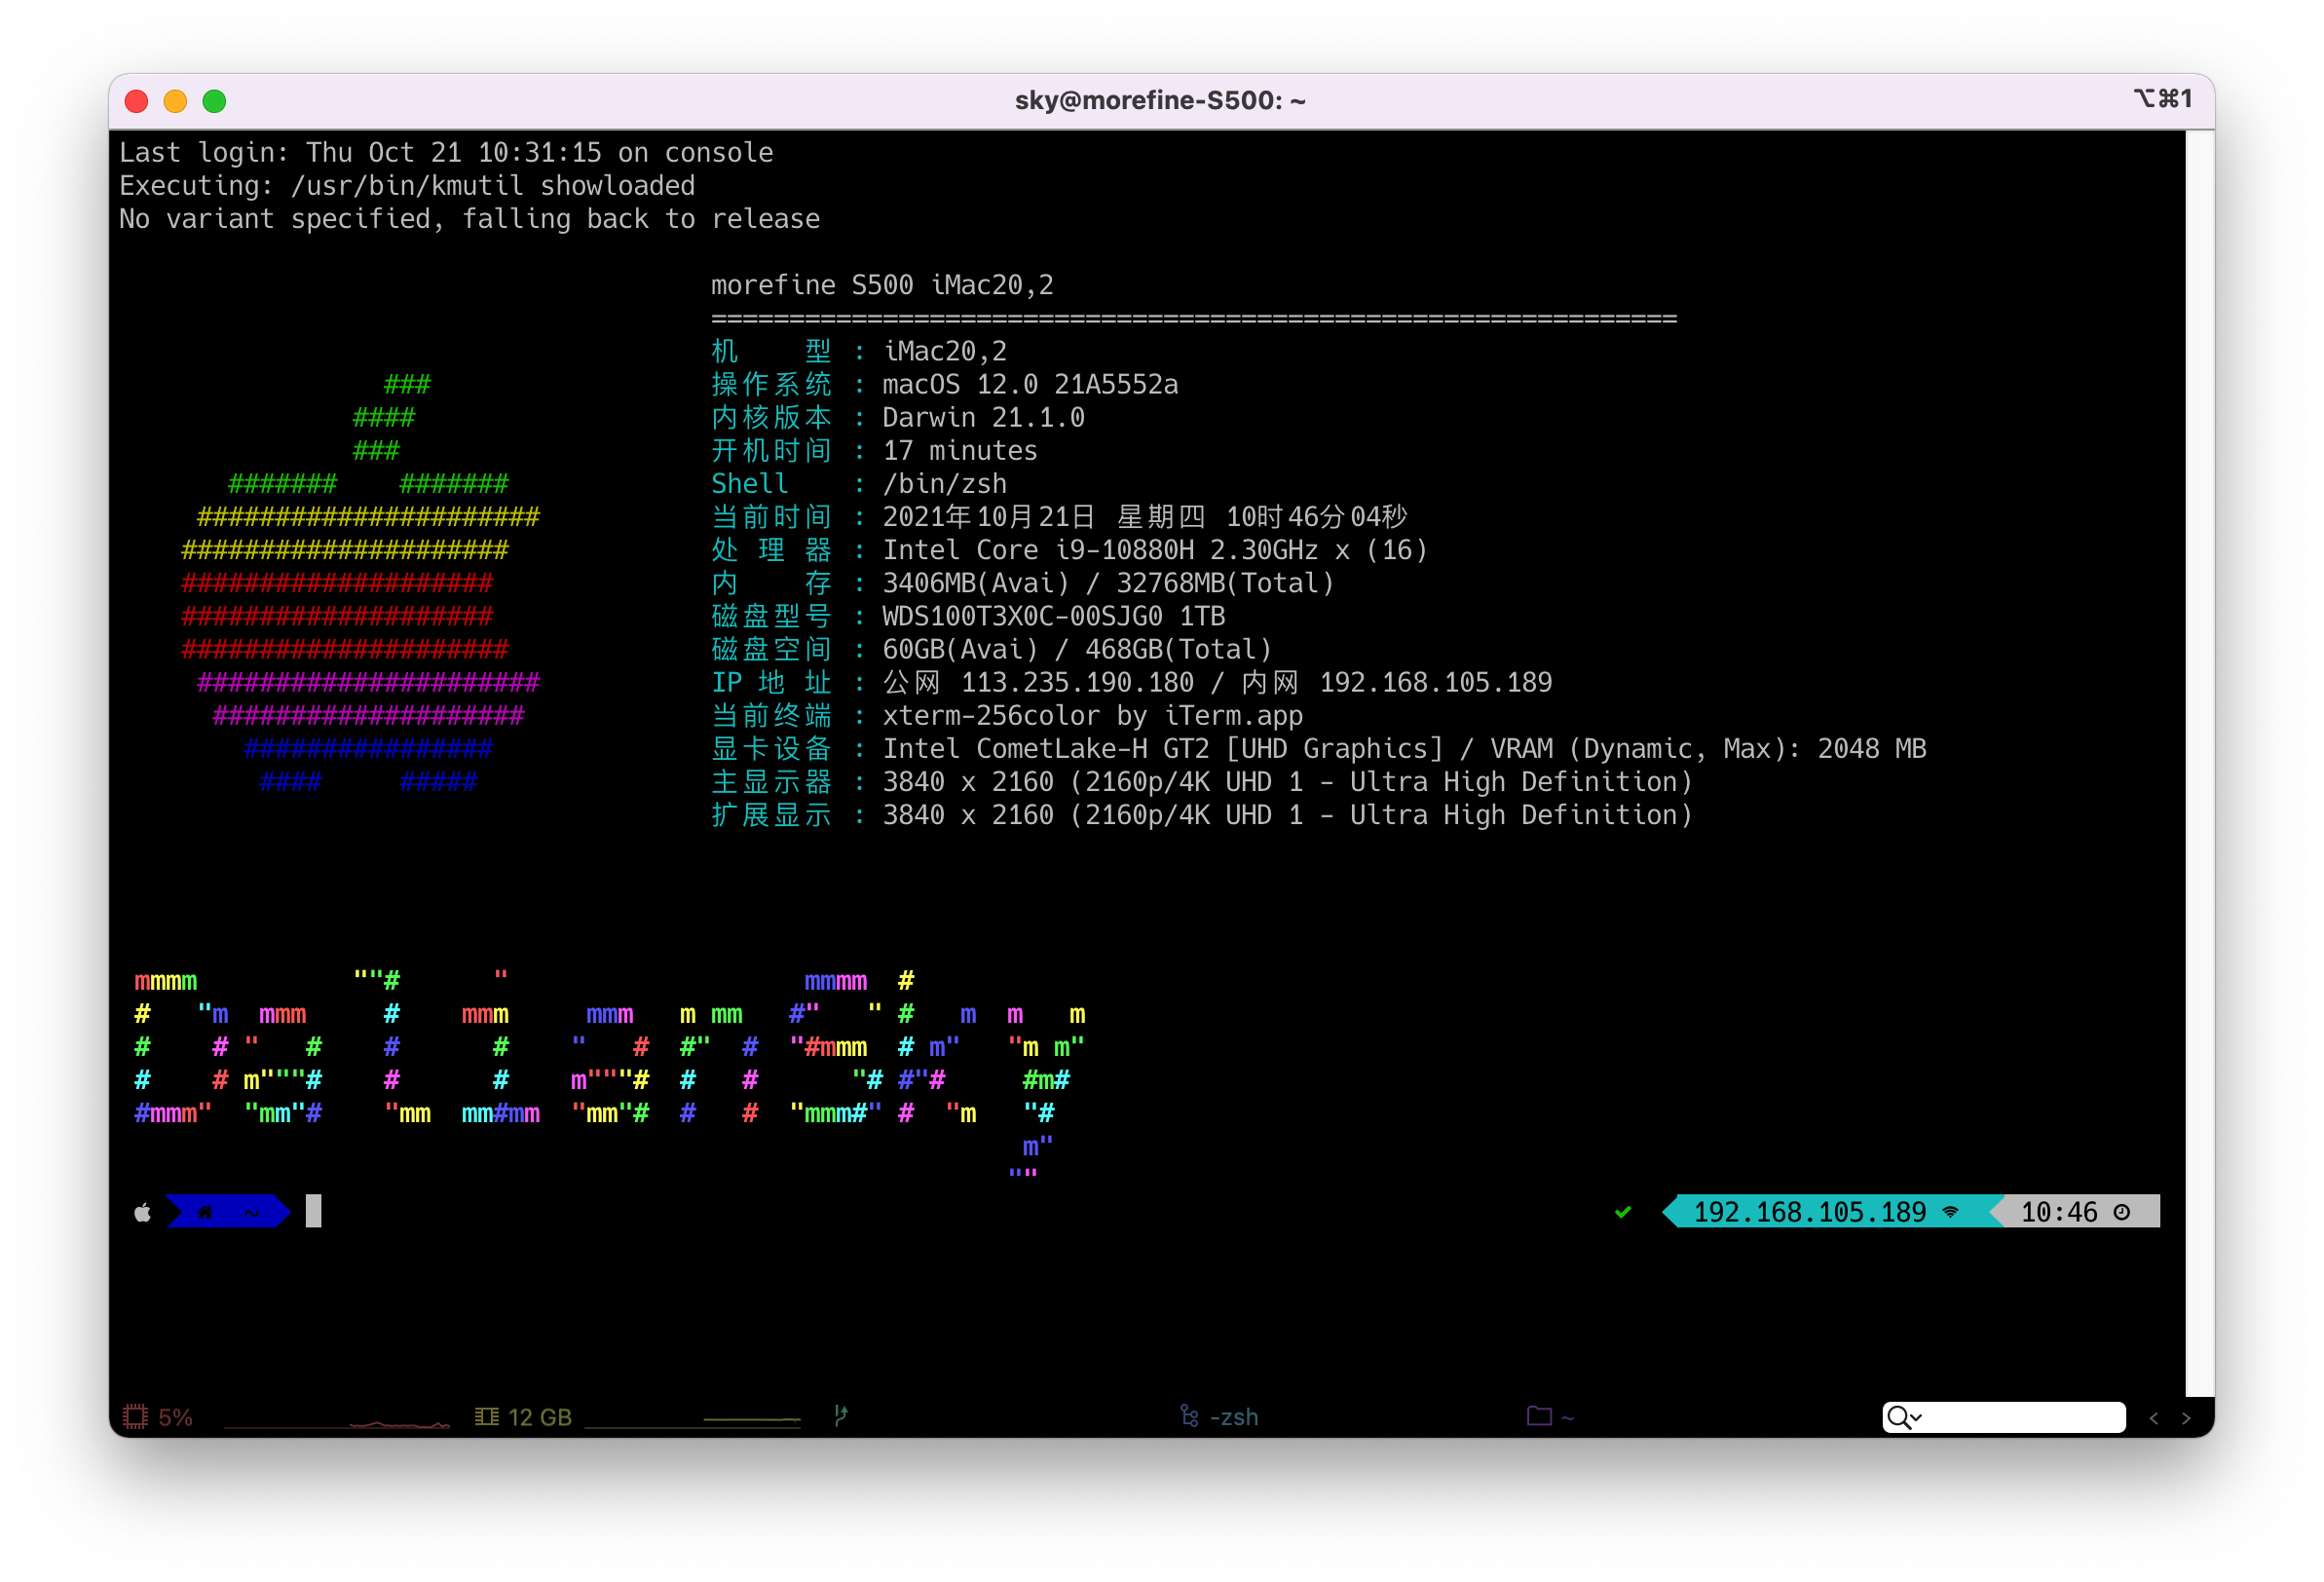 sky@morefine-S500: ~
⌥⌘1
Last login: Thu Oct 21 10:31:15 on console
Executing: /usr/bin/kmutil showloaded
No variant specified, falling back to release
morefine S500 iMac20,2
==============================================================
机 型 : iMac20,2
操作系统 : macOS 12.0 21A5552a
内核版本 : Darwin 21.1.0
开机时间 : 17 minutes
Shell : /bin/zsh
当前时间 : 2021年10月21日 星期四 10时46分04秒
处 理 器 : Intel Core i9-10880H 2.30GHz x (16)
内 存 : 3406MB(Avai) / 32768MB(Total)
磁盘型号 : WDS100T3X0C-00SJG0 1TB
磁盘空间 : 60GB(Avai) / 468GB(Total)
IP 地 址 : 公网 113.235.190.180 / 内网 192.168.105.189
当前终端 : xterm-256color by iTerm.app
显卡设备 : Intel CometLake-H GT2 [UHD Graphics] / VRAM (Dynamic, Max): 2048 MB
主显示器 : 3840 x 2160 (2160p/4K UHD 1 - Ultra High Definition)
扩展显示 : 3840 x 2160 (2160p/4K UHD 1 - Ultra High Definition)
DalianSky
~
192.168.105.189
10:46
5%
12 GB
-zsh
~